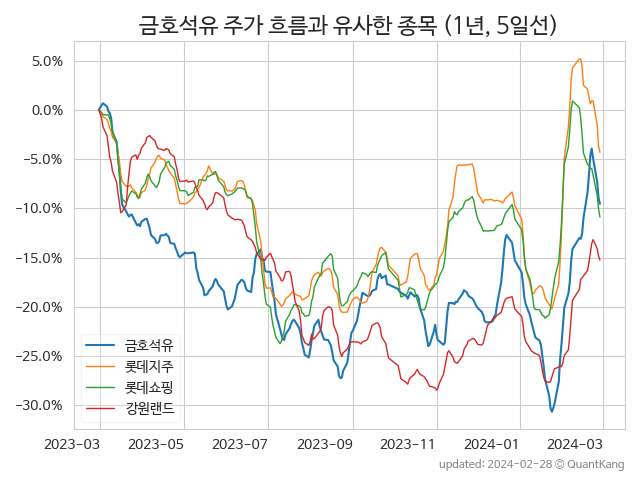 금호석유 주가 흐름과 유사한 종목 (1년, 5일선)
5.0%
0.0%
−5.0%
−10.0%
−15.0%
−20.0%
−25.0%
−30.0%
금호석유
롯데지주
롯데쇼핑
강원랜드
2023-03 2023-05 2023-07 2023-09 2023-11 2024-01 2024-03
updated: 2024-02-28 ⓒ QuantKang